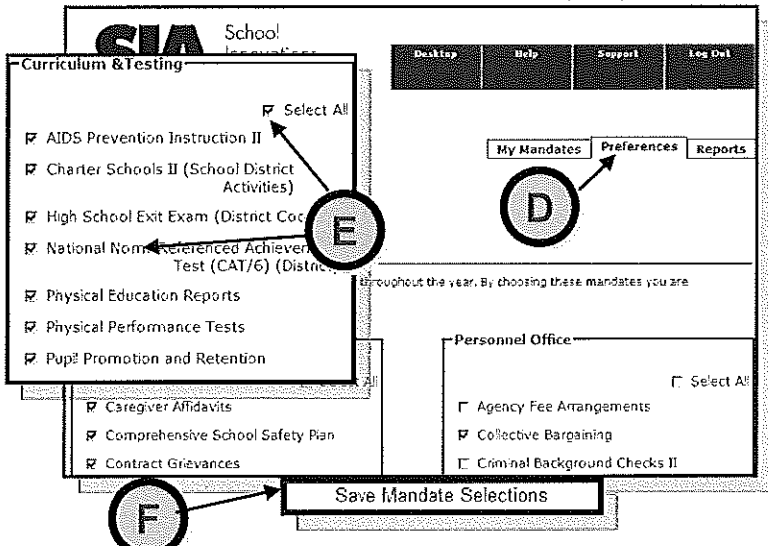 SIA
School
Innovations
Desktop
Help
Support
Log Out
Curriculum & Testing
Select All
AIDS Prevention Instruction II
Charter Schools II (School District
Activities)
High School Exit Exam (District
National Norm Referenced
Test (CAT/6)
Physical Education Reports
Physical Performance Tests
Pupil Promotion and Retention
E
My Mandates
Preferences
Reports
D
throughout the year. By choosing these mandates you are
Select All
Caregiver Affidavits
Comprehensive School Safety Plan
Contract Grievances
Personnel Office
Select All
Agency Fee Arrangements
Collective Bargaining
Criminal Background Checks II
F
Save Mandate Selections